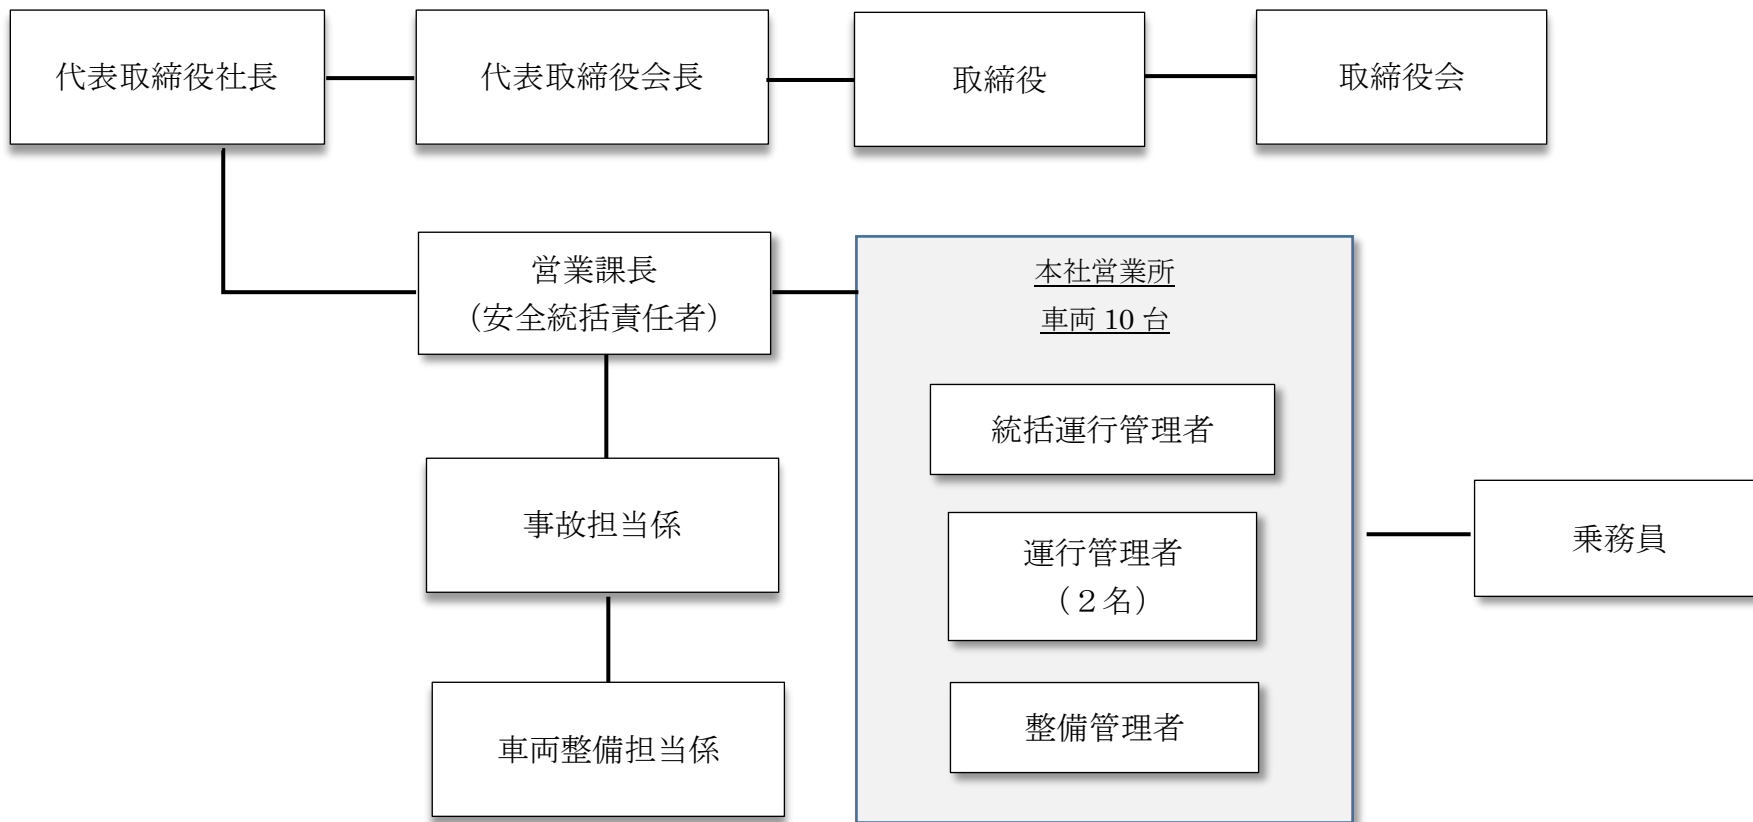 代表取締役社長
代表取締役会長
取締役
取締役会
営業課長
（安全統括責任者）
本社営業所
車両 10 台
統括運行管理者
事故担当係
運行管理者
（２名）
乗務員
車両整備担当係
整備管理者